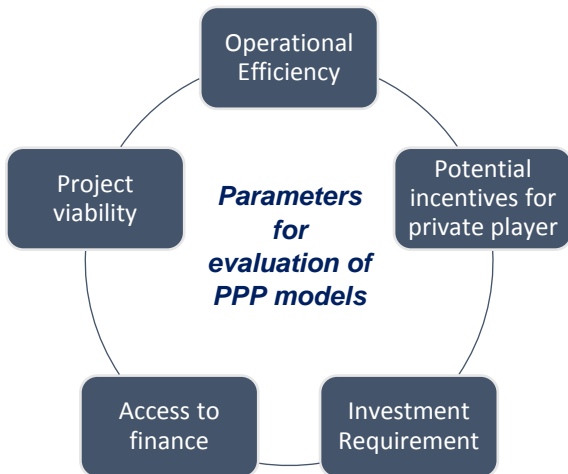 Operational
Efficiency
Potential
incentives for
private player
Investment
Requirement
Access to
finance
Project
viability
Parameters
for
evaluation of
PPP models